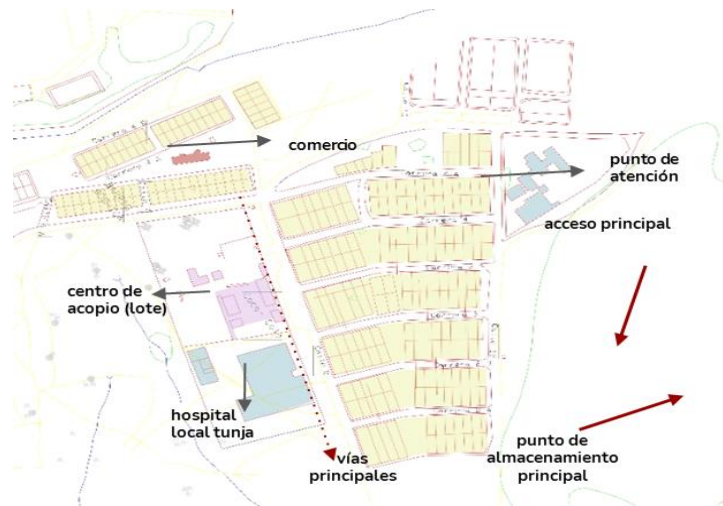 comercio
punto de
atención
acceso principal
centro de
acopio (lote)
hospital
local tunja
vías
principales
punto de
almacenamiento
principal